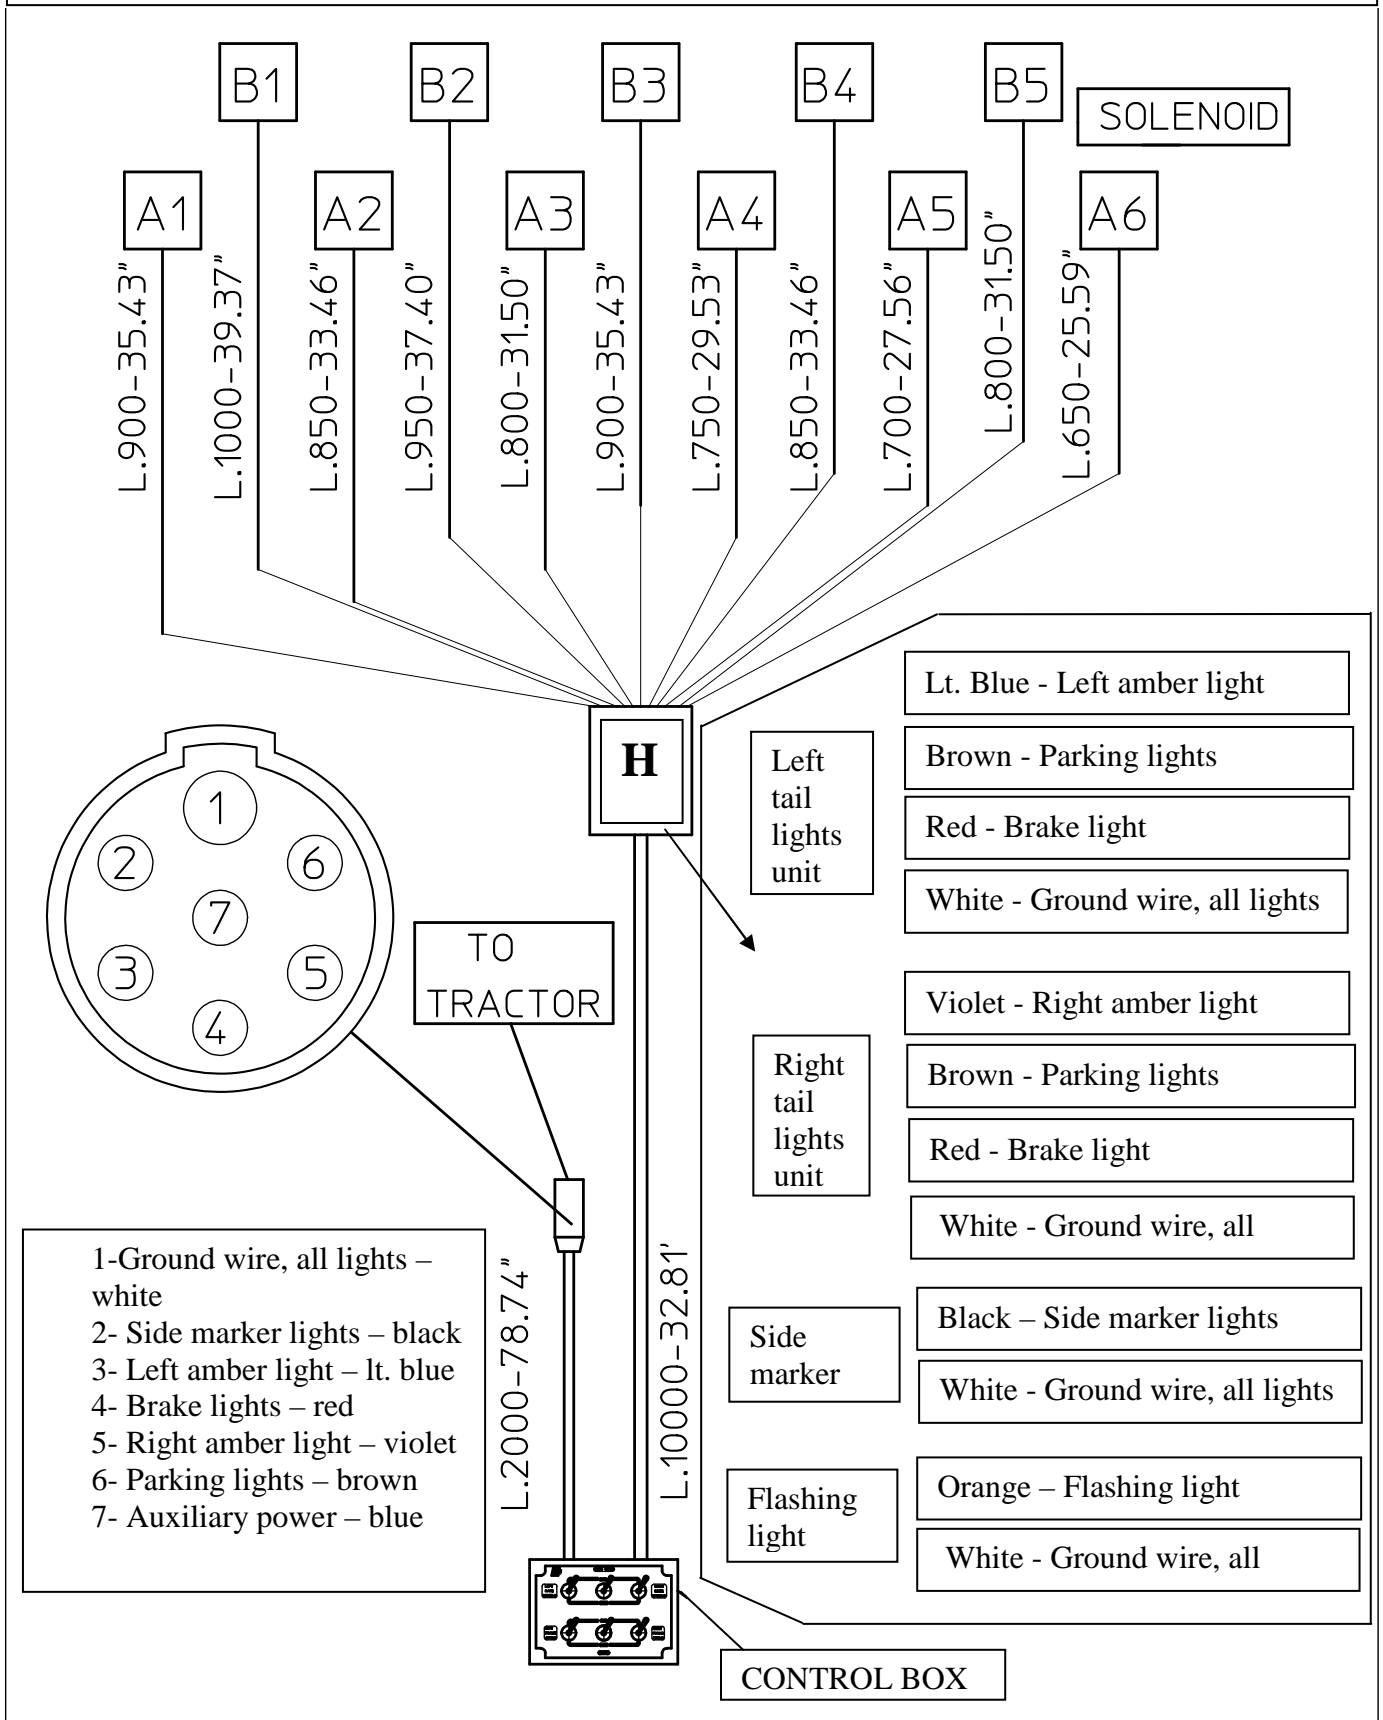 B1
B2
B3
B4
B5
SOLENOID
A1
A2
A3
A4
A5
A6
L.900-35.43"
L.1000-39.37"
L.850-33.46"
L.950-37.40"
L.800-31.50"
L.900-35.43"
L.750-29.53"
L.850-33.46"
L.700-27.56"
L.800-31.50"
L.650-25.59"
H
1
2
6
7
3
5
4
TO
TRACTOR
Left
tail
lights
unit
Lt. Blue - Left amber light
Brown - Parking lights
Red - Brake light
White - Ground wire, all lights
Right
tail
lights
unit
Violet - Right amber light
Brown - Parking lights
Red - Brake light
White - Ground wire, all
Side
marker
Black – Side marker lights
White - Ground wire, all lights
Flashing
light
Orange – Flashing light
White - Ground wire, all
1-Ground wire, all lights –
white
2- Side marker lights – black
3- Left amber light – lt. blue
4- Brake lights – red
5- Right amber light – violet
6- Parking lights – brown
7- Auxiliary power – blue
L.2000-78.74"
L.10000-32.81'
CONTROL BOX